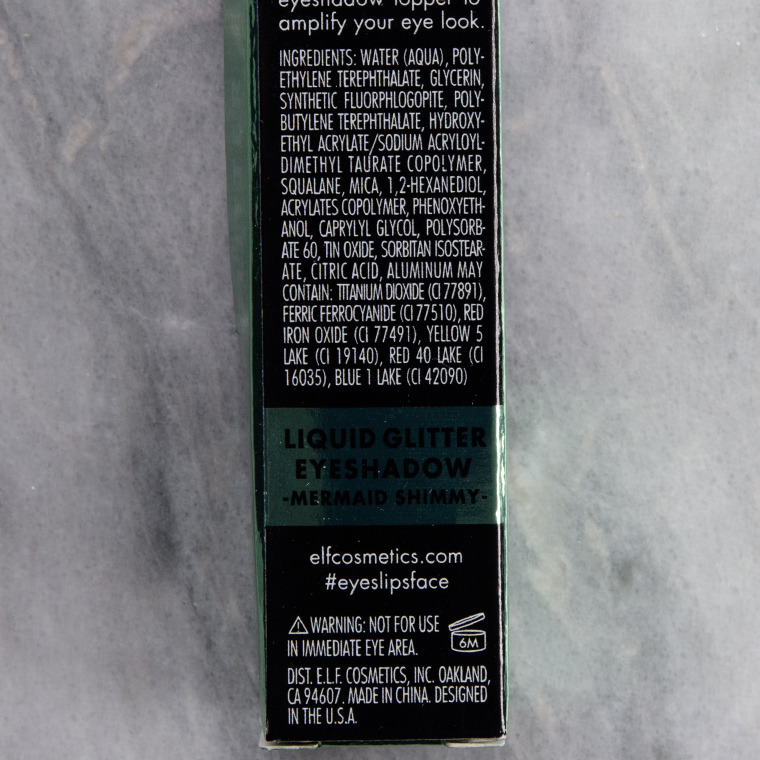 eyeshadow topper to
amplify your eye look.
INGREDIENTS: WATER (AQUA), POLY-
ETHYLENE TEREPHTHALATE, GLYCERIN,
SYNTHETIC FLUORPHLOGOPITE, POLY-
BUTYLENE TEREPHTHALATE, HYDROXY-
ETHYL ACRYLATE/SODIUM ACRYLOYL-
DIMETHYL TAURATE COPOLYMER,
SQUALANE, MICA, 1,2-HEXANEDIOL,
ACRYLATES COPOLYMER, PHENOXYETH-
ANOL, CAPRYLYL GLYCOL, POLYSORB-
ATE 60, TIN OXIDE, SORBITAN ISOSTEAR-
ATE, CITRIC ACID, ALUMINUM MAY
CONTAIN: TITANIUM DIOXIDE (CI 77891),
FERRIC FERROCYANIDE (CI 77510), RED
IRON OXIDE (CI 77491), YELLOW 5
LAKE (CI 19140), RED 40 LAKE (CI
16035), BLUE 1 LAKE (CI 42090)
LIQUID GLITTER
EYESHADOW
-MERMAID SHIMMY-
elfcosmetics.com
#eyeslipsface
WARNING: NOT FOR USE
IN IMMEDIATE EYE AREA.
6M
DIST. E.L.F. COSMETICS, INC. OAKLAND,
CA 94607. MADE IN CHINA. DESIGNED
IN THE U.S.A.